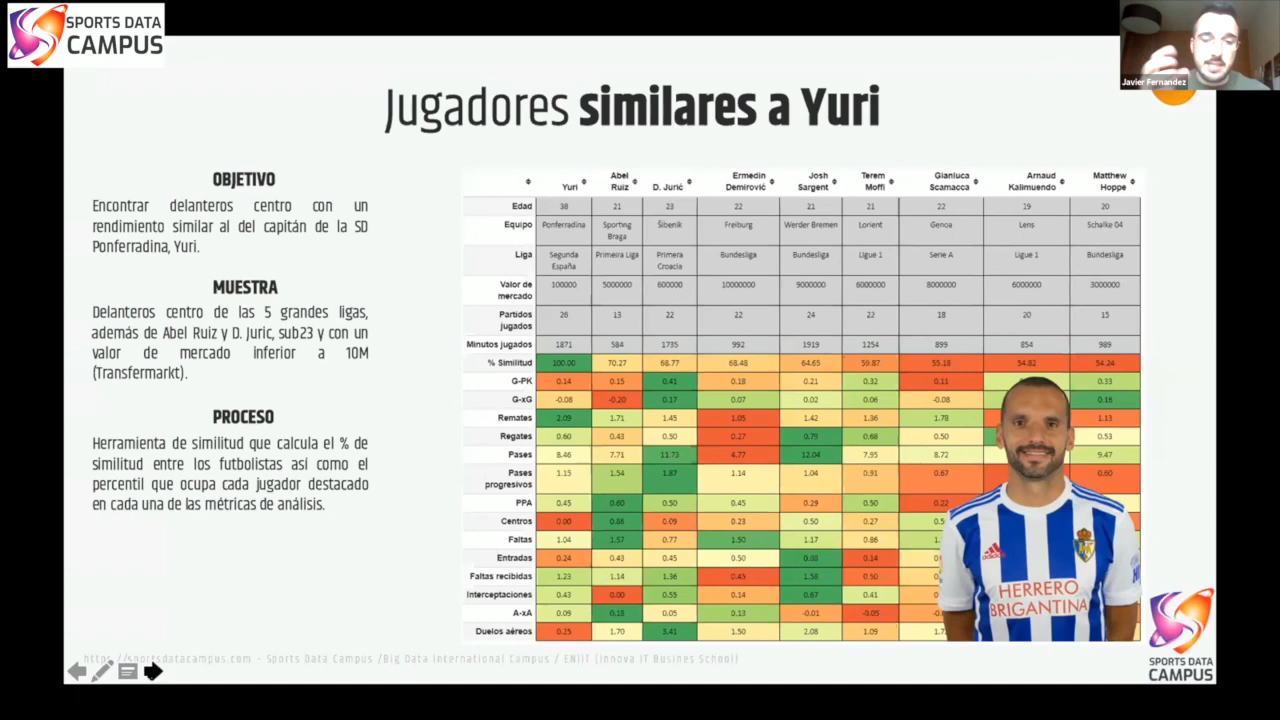 SPORTS DATA
CAMPUS
Javier Fernandez
Jugadores similares a Yuri
OBJETIVO
Encontrar delanteros centro con un
rendimiento similar al del capitán de la SD
Ponferradina, Yuri.
MUESTRA
Delanteros centro de las 5 grandes ligas,
además de Abel Ruiz y D. Juric, sub23 y con un
valor de mercado inferior a 10M
(Transfermarkt).
PROCESO
Herramienta de similitud que calcula el % de
similitud entre los futbolistas así como el
percentil que ocupa cada jugador destacado
en cada una de las métricas de análisis.
Yuri Abel Ruiz D. Jurić Ermedin Demirović Josh Sargent Terem Moffi Gianluca Scamacca Arnaud Kalimuendo Matthew Hoppe
Edad 38 21 23 22 21 21 22 19 20
Equipo Ponferradina Sporting Braga Šibenik Freiburg Werder Bremen Lorient Genoa Lens Schalke 04
Liga Segunda España Primeira Liga Primera Croacia Bundesliga Bundesliga Ligue 1 Serie A Ligue 1 Bundesliga
Valor de mercado 100000 5000000 600000 10000000 9000000 6000000 8000000 6000000 3000000
Partidos jugados 26 13 22 22 24 22 18 20 15
Minutos jugados 1871 584 1735 992 1919 1254 899 854 989
% Similitud 100.00 70.27 68.77 68.48 64.65 59.87 55.18 54.82 54.24
G-PK 0.14 0.15 0.41 0.18 0.21 0.32 0.11 0.33
G-xG -0.08 -0.20 0.17 0.07 0.02 0.06 -0.08 0.16
Remates 2.09 1.71 1.45 1.05 1.42 1.36 1.78 1.13
Regates 0.60 0.43 0.50 0.27 0.79 0.68 0.50 0.53
Pases 8.46 7.71 11.73 4.77 12.04 7.95 8.72 9.47
Pases progresivos 1.15 1.54 1.87 1.14 1.04 0.91 0.67 0.60
PPA 0.45 0.60 0.50 0.45 0.29 0.50 0.22
Centros 0.00 0.86 0.09 0.23 0.50 0.27
Faltas 1.04 1.57 0.77 1.50 1.17 0.86
Entradas 0.24 0.43 0.45 0.50 0.88 0.14
Faltas recibidas 1.23 1.14 1.36 0.45 1.58 0.50
Intercepciones 0.43 0.00 0.55 0.14 0.67 0.41
A-xA 0.09 0.18 0.05 0.13 -0.01 -0.05
Duelos aéreos 0.25 1.70 3.41 1.50 2.08 1.09
HERRERO
BRIGANTINA
https://sportsdatacampus.com - Sports Data Campus /Big Data International Campus / ENIIT (Innova IT Busines School)
SPORTS DATA
CAMPUS